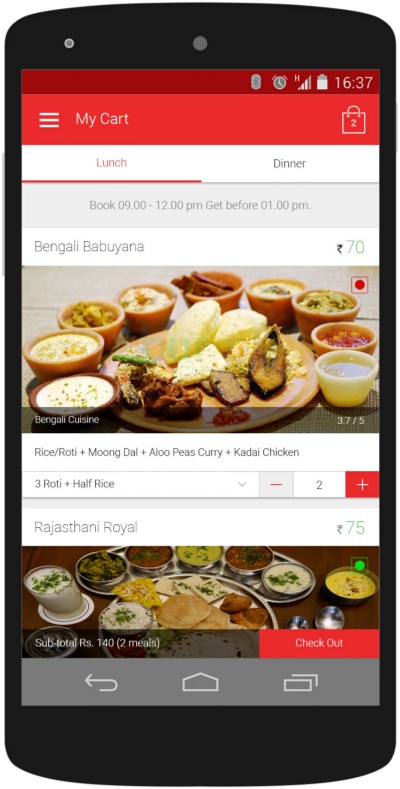 16:37
My Cart
2
Lunch
Dinner
Book 09.00 - 12.00 pm Get before 01.00 pm.
Bengali Babuyana
₹ 70
Bengali Cuisine
3.7 / 5
Rice/Roti + Moong Dal + Aloo Peas Curry + Kadai Chicken
3 Roti + Half Rice
2
Rajasthani Royal
₹ 75
Sub-total Rs. 140 (2 meals)
Check Out